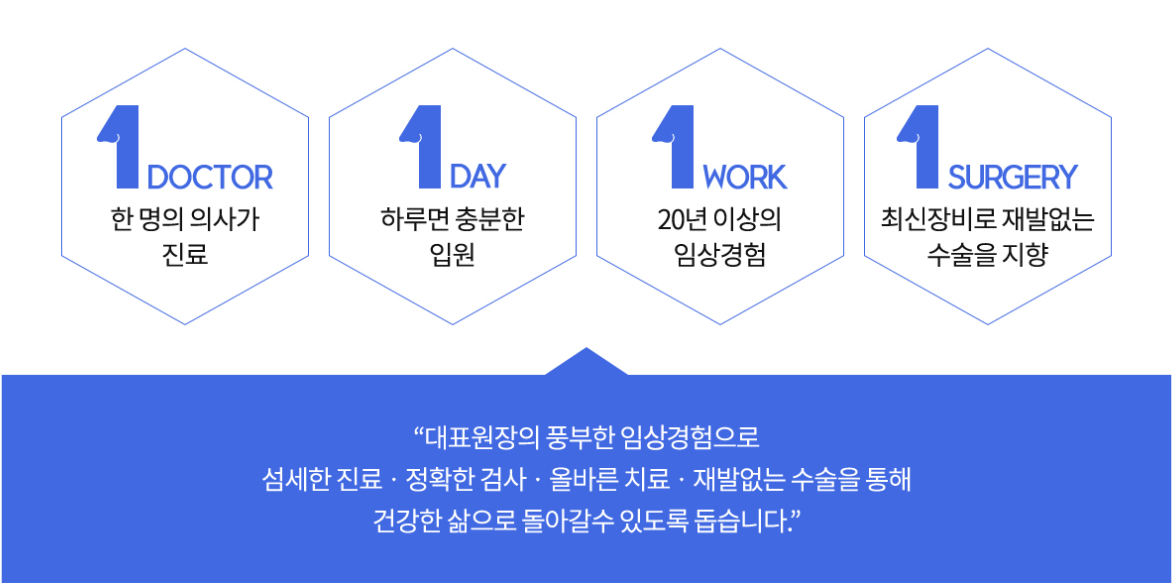 1 DOCTOR
한 명의 의사가
진료
1 DAY
하루면 충분한
입원
1 WORK
20년 이상의
임상경험
1 SURGERY
최신장비로 재발없는
수술을 지향
“대표원장의 풍부한 임상경험으로
섬세한 진료 · 정확한 검사 · 올바른 치료 · 재발없는 수술을 통해
건강한 삶으로 돌아갈수 있도록 돕습니다.”